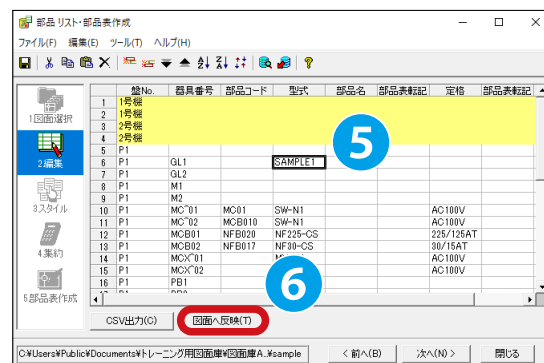 部品 リスト・部品表作成
ファイル(F) 編集(E) ツール(T) ヘルプ(H)
盤No. 器具番号 部品コード 型式 部品名 部品表転記 定格 部品表転記
1 1号機
2 1号機
3 2号機
4 2号機
5 P1
6 P1 GL1 SAMPLE1
7 P1 GL2
8 P1 M1
9 P1 M2
10 P1 MC^01 MC01 SW-N1 AC100V
11 P1 MC^02 MCB010 SW-N1 AC100V
12 P1 MCB01 NFB020 NF225-CS 225/125AT
13 P1 MCB02 NFB017 NF30-CS 30/15AT
14 P1 MCX^01 AC100V
15 P1 MCX^02 AC100V
16 P1 PB1
1.図面選択
2.編集
3.スタイル
4.集約
5.部品表作成
5
6
CSV出力(C) 図面へ反映(T)
C:¥Users¥Public¥Documents¥トレーニング用図面庫¥図面庫A..¥sample
< 前へ(B) 次へ(N) > 閉じる